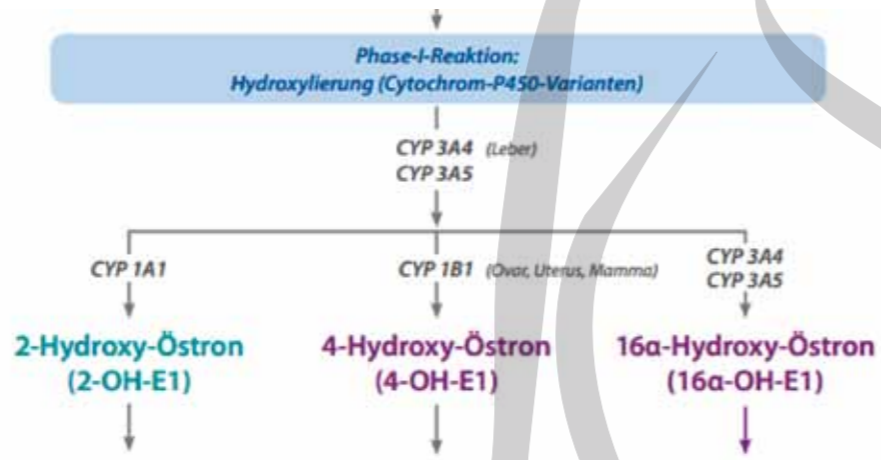 Phase-I-Reaktion:
Hydroxylierung (Cytochrom-P450-Varianten)
CYP 3A4 (Leber)
CYP 3A5
CYP 1A1
CYP 1B1 (Ovar, Uterus, Mamma)
CYP 3A4
CYP 3A5
2-Hydroxy-Östron
(2-OH-E1)
4-Hydroxy-Östron
(4-OH-E1)
16α-Hydroxy-Östron
(16α-OH-E1)